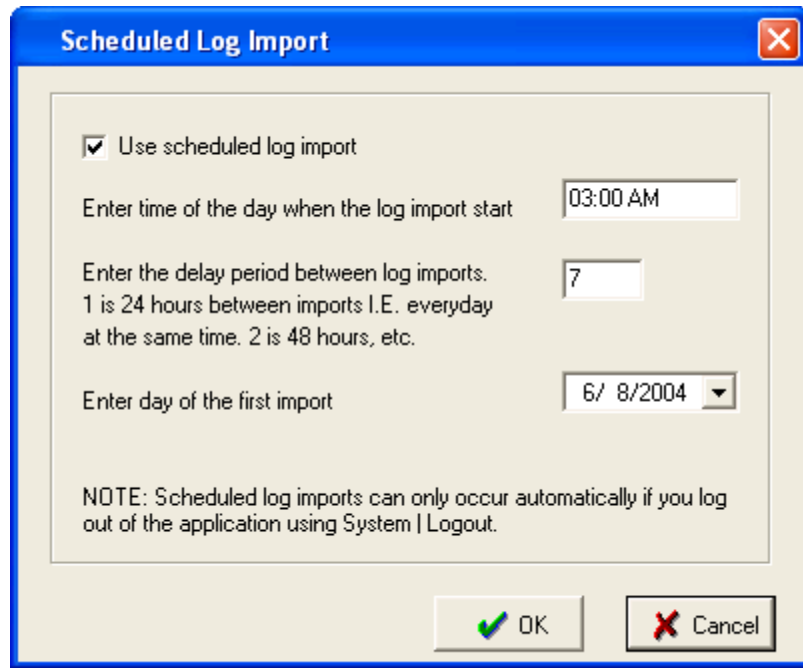 Scheduled Log Import
Use scheduled log import
Enter time of the day when the log import start
03:00 AM
Enter the delay period between log imports.
1 is 24 hours between imports I.E. everyday
at the same time. 2 is 48 hours, etc.
7
Enter day of the first import
6/ 8/2004
NOTE: Scheduled log imports can only occur automatically if you log
out of the application using System | Logout.
OK
Cancel